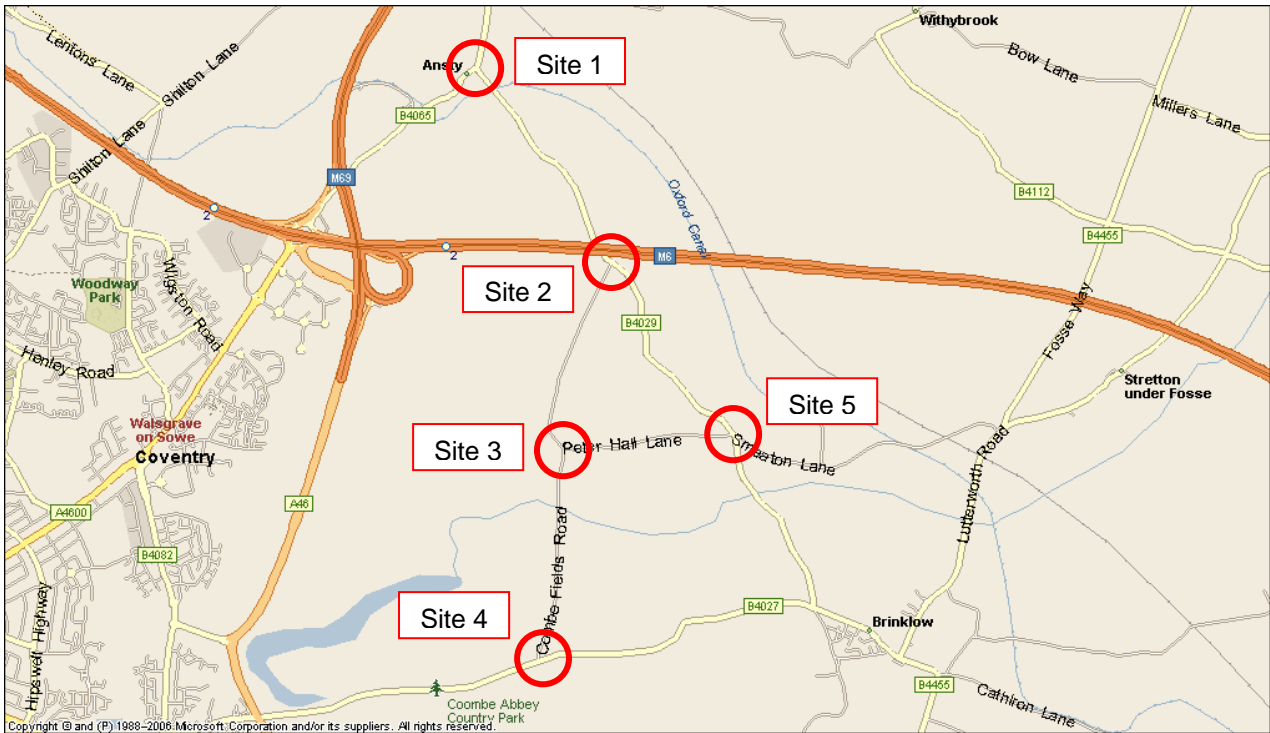 Withybrook
Lentons Lane
Shilton Lane
Bow Lane
Ansty
Site 1
Millers Lane
B4065
Shilton Lane
M69
Oxford Canal
B4112
2
B4455
2
M6
Woodway
Park
Wigston Road
Site 2
B4029
Fosse Way
Henley Road
Stretton
under Fosse
Site 5
Walsgrave
on Sowe
Coventry
Site 3
Peter Hall Lane
Smeaton Lane
Lutterworth Road
A46
A4600
B4082
Combe Fields Road
Hipswell Highway
Site 4
B4027
Brinklow
B4455
Cathiron Lane
Coombe Abbey
Country Park
Copyright © and (P) 1988–2006 Microsoft Corporation and/or its suppliers. All rights reserved.